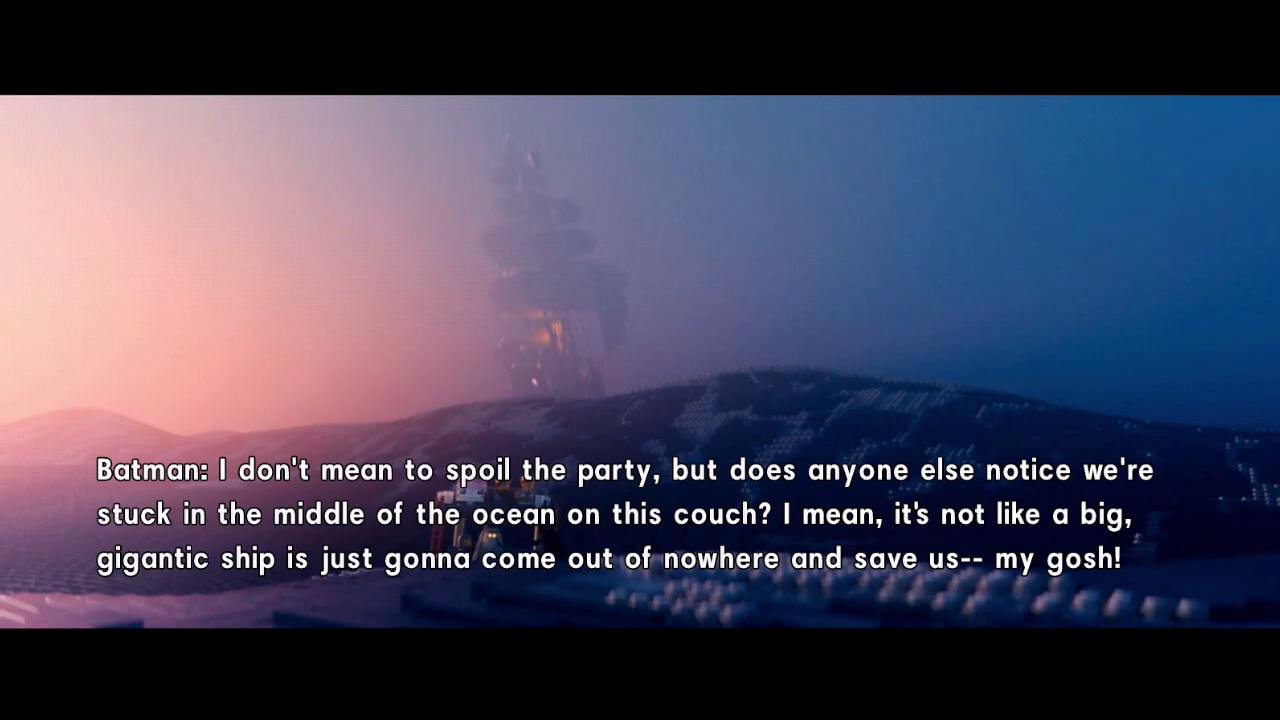 Batman: I don't mean to spoil the party, but does anyone else notice we're
stuck in the middle of the ocean on this couch? I mean, it's not like a big,
gigantic ship is just gonna come out of nowhere and save us-- my gosh!